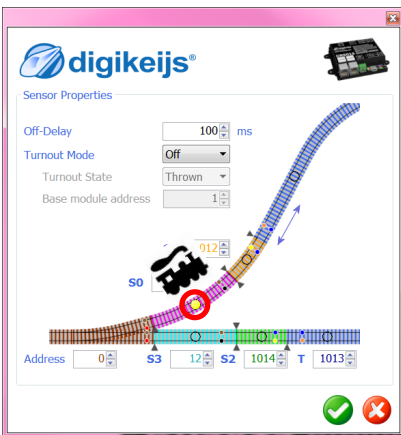 digikeijs®
Sensor Properties
Off-Delay 100 ms
Turnout Mode Off
Turnout State Thrown
Base module address 1
012
S0
Address 0 S3 12 S2 1014 T 1013